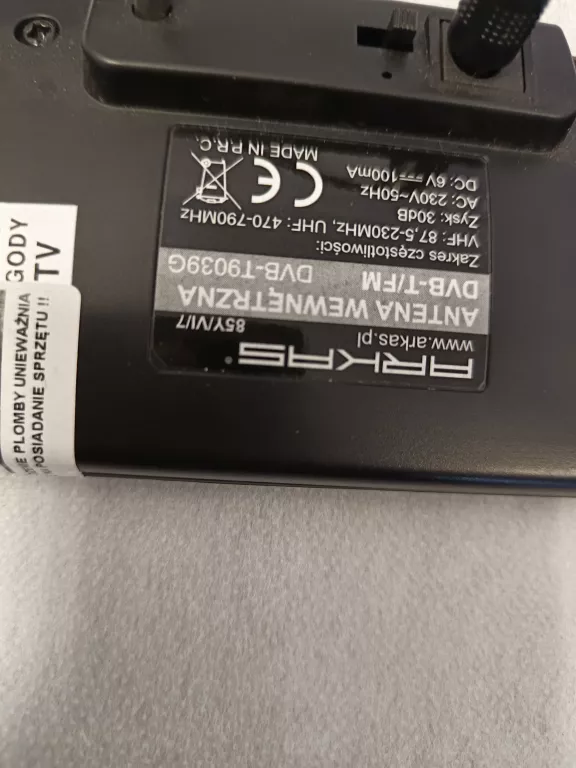 ARKAS®
www.arkas.pl 85Y/VI/7
ANTENA WEWNĘTRZNA
DVB-T/FM DVB-T9039G
Zakres częstotliwości:
VHF: 87,5-230MHz, UHF: 470-790MHz
Zysk: 30dB
AC: 230V~50Hz
DC: 6V⎓100mA
CE
MADE IN P.R.C.
GODY
TV
PLOMBY UNIEWAŻNIA
POSIADANIE SPRZĘTU !!